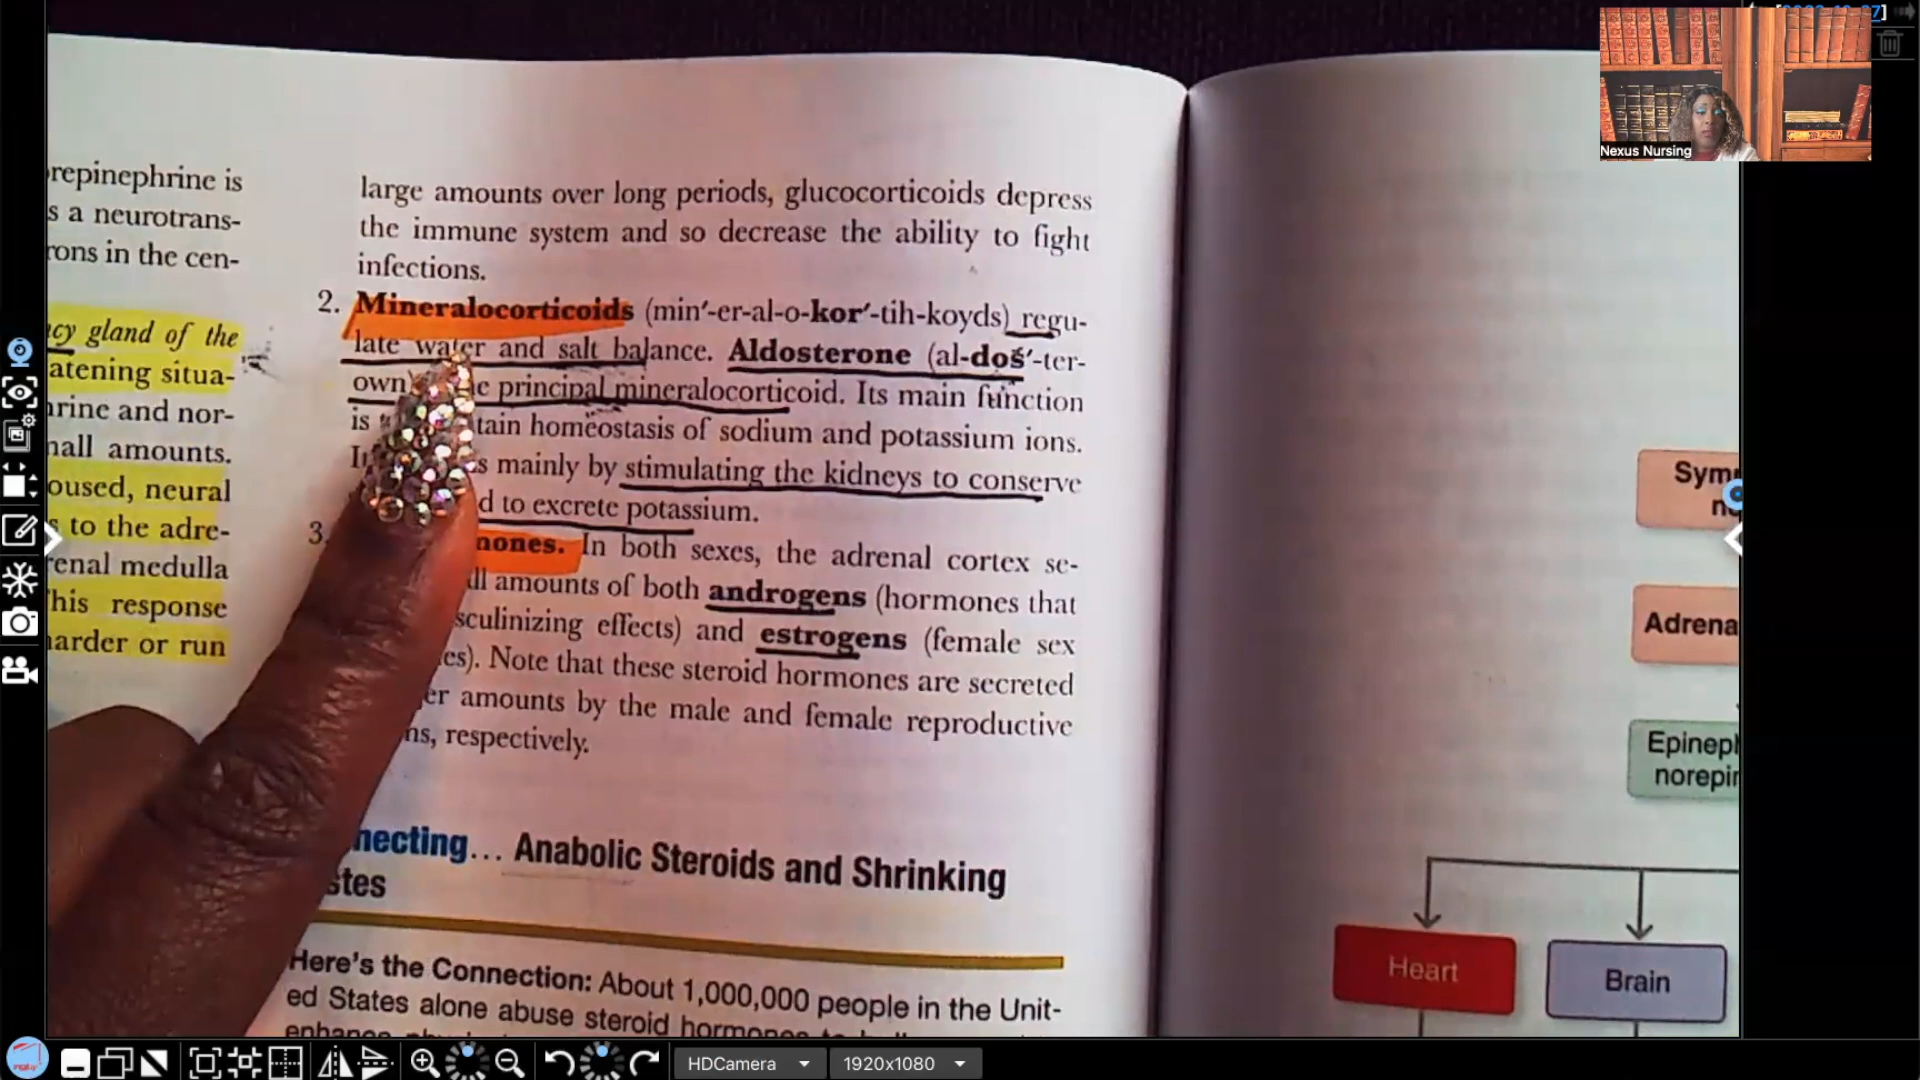 Nexus Nursing
repinephrine is
s a neurotrans-
rons in the cen-
cy gland of the
atening situa-
rine and nor-
nall amounts.
oused, neural
s to the adre-
renal medulla
This response
harder or run
large amounts over long periods, glucocorticoids depress
the immune system and so decrease the ability to fight
infections.
2. Mineralocorticoids (min′-er-al-o-kor′-tih-koyds) regu-
late water and salt balance. Aldosterone (al-dos′-ter-
own) principal mineralocorticoid. Its main function
is tain homeostasis of sodium and potassium ions.
s mainly by stimulating the kidneys to conserve
d to excrete potassium.
3. nones. In both sexes, the adrenal cortex se-
ll amounts of both androgens (hormones that
sculinizing effects) and estrogens (female sex
es). Note that these steroid hormones are secreted
er amounts by the male and female reproductive
ns, respectively.
necting... Anabolic Steroids and Shrinking
stes
Here's the Connection: About 1,000,000 people in the Unit-
ed States alone abuse steroid hormones to
Sym
Adrena
Epineph
norepir
Heart
Brain
HDCamera
1920x1080